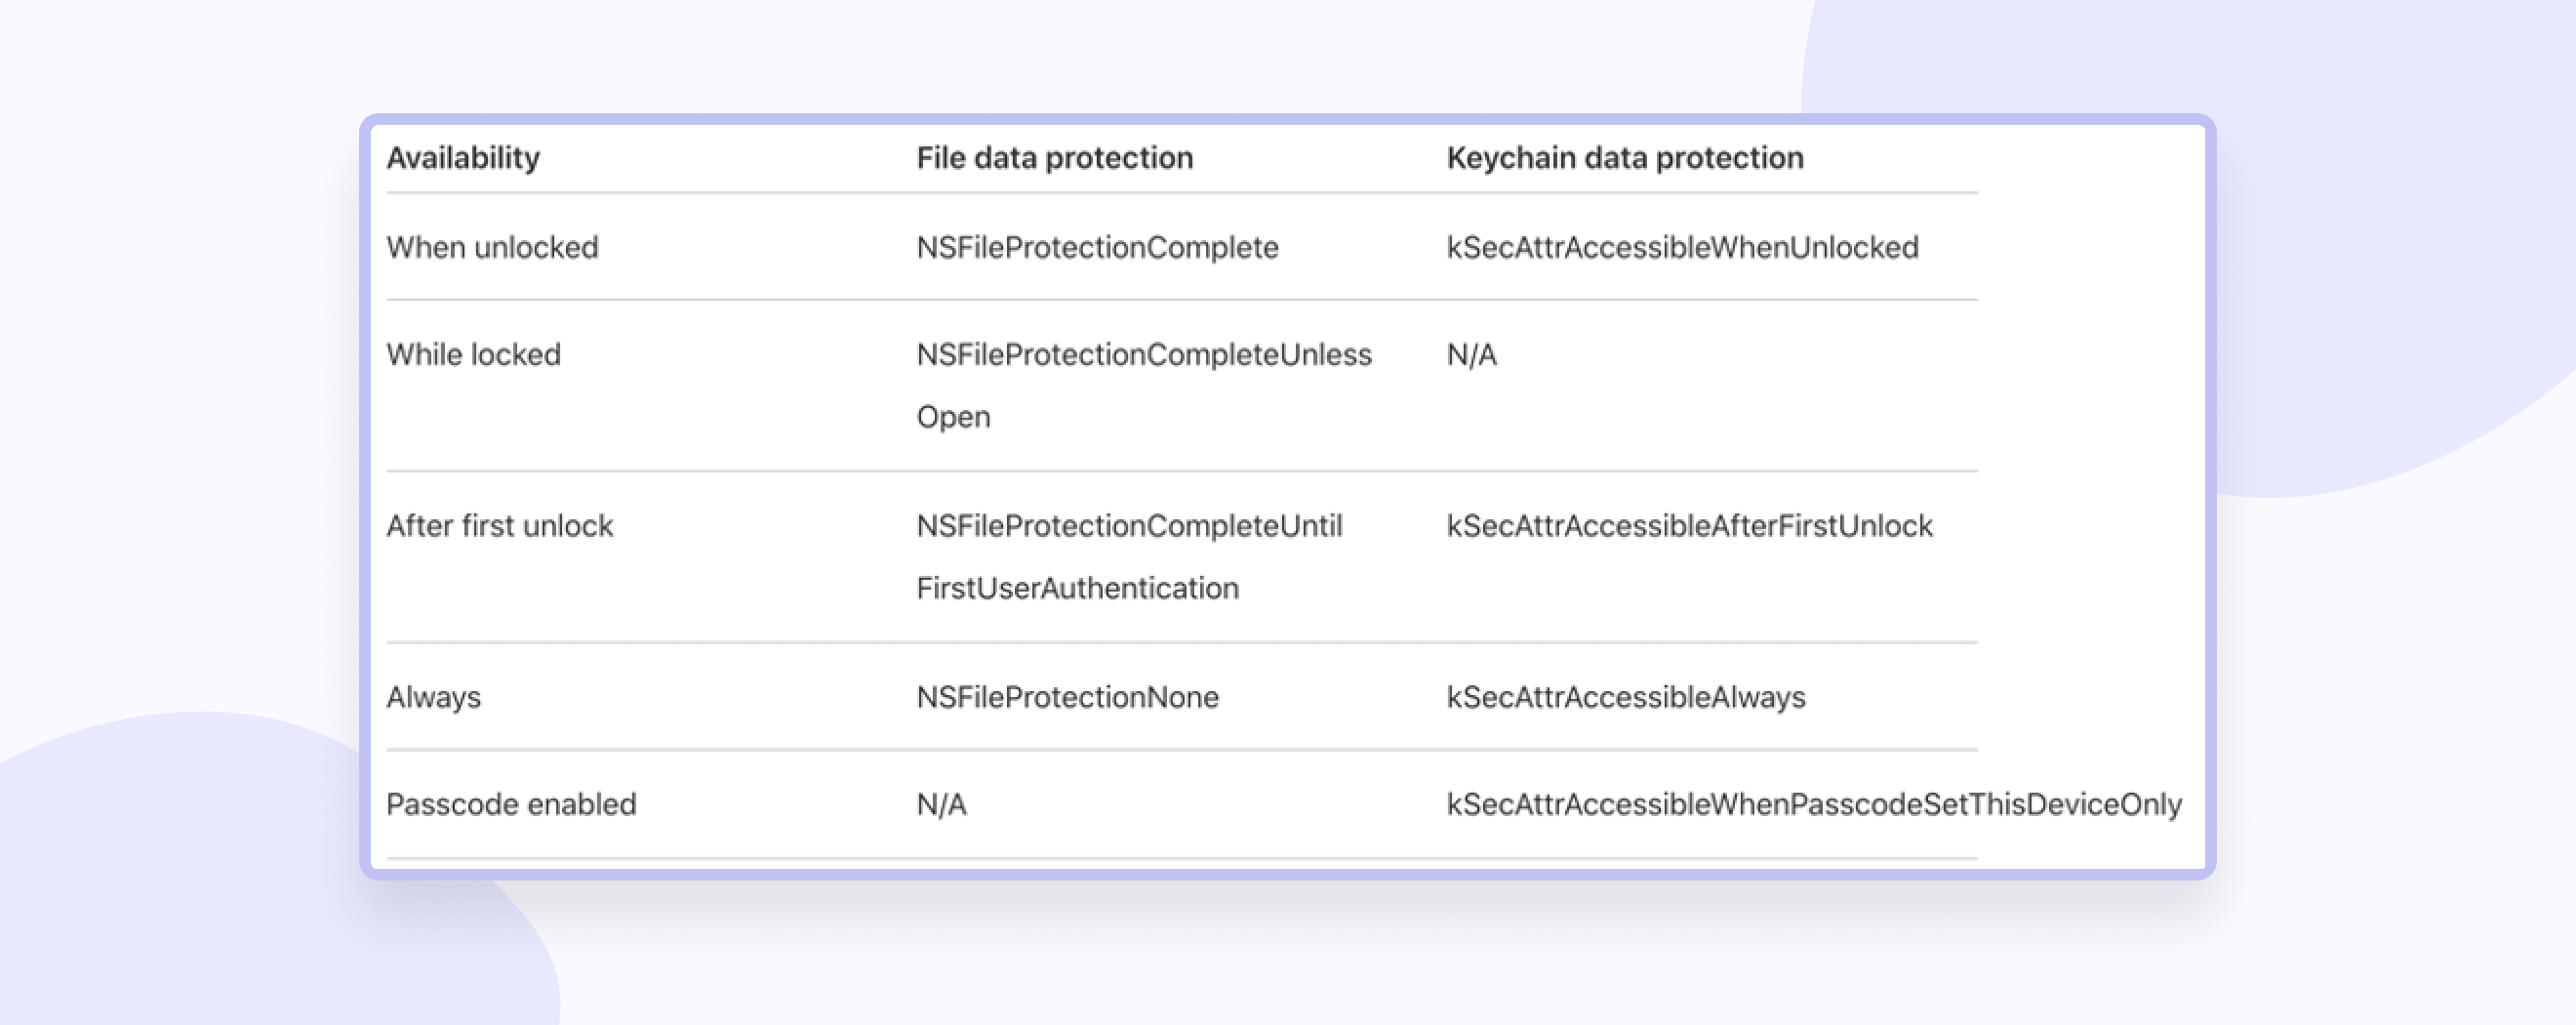 Availability File data protection Keychain data protection
When unlocked NSFileProtectionComplete kSecAttrAccessibleWhenUnlocked
While locked NSFileProtectionCompleteUnless N/A
Open
After first unlock NSFileProtectionCompleteUntil kSecAttrAccessibleAfterFirstUnlock
FirstUserAuthentication
Always NSFileProtectionNone kSecAttrAccessibleAlways
Passcode enabled N/A kSecAttrAccessibleWhenPasscodeSetThisDeviceOnly